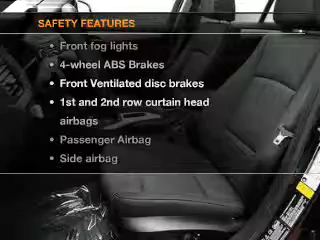 SAFETY FEATURES
• Front fog lights
• 4-wheel ABS Brakes
• Front Ventilated disc brakes
• 1st and 2nd row curtain head
airbags
• Passenger Airbag
• Side airbag